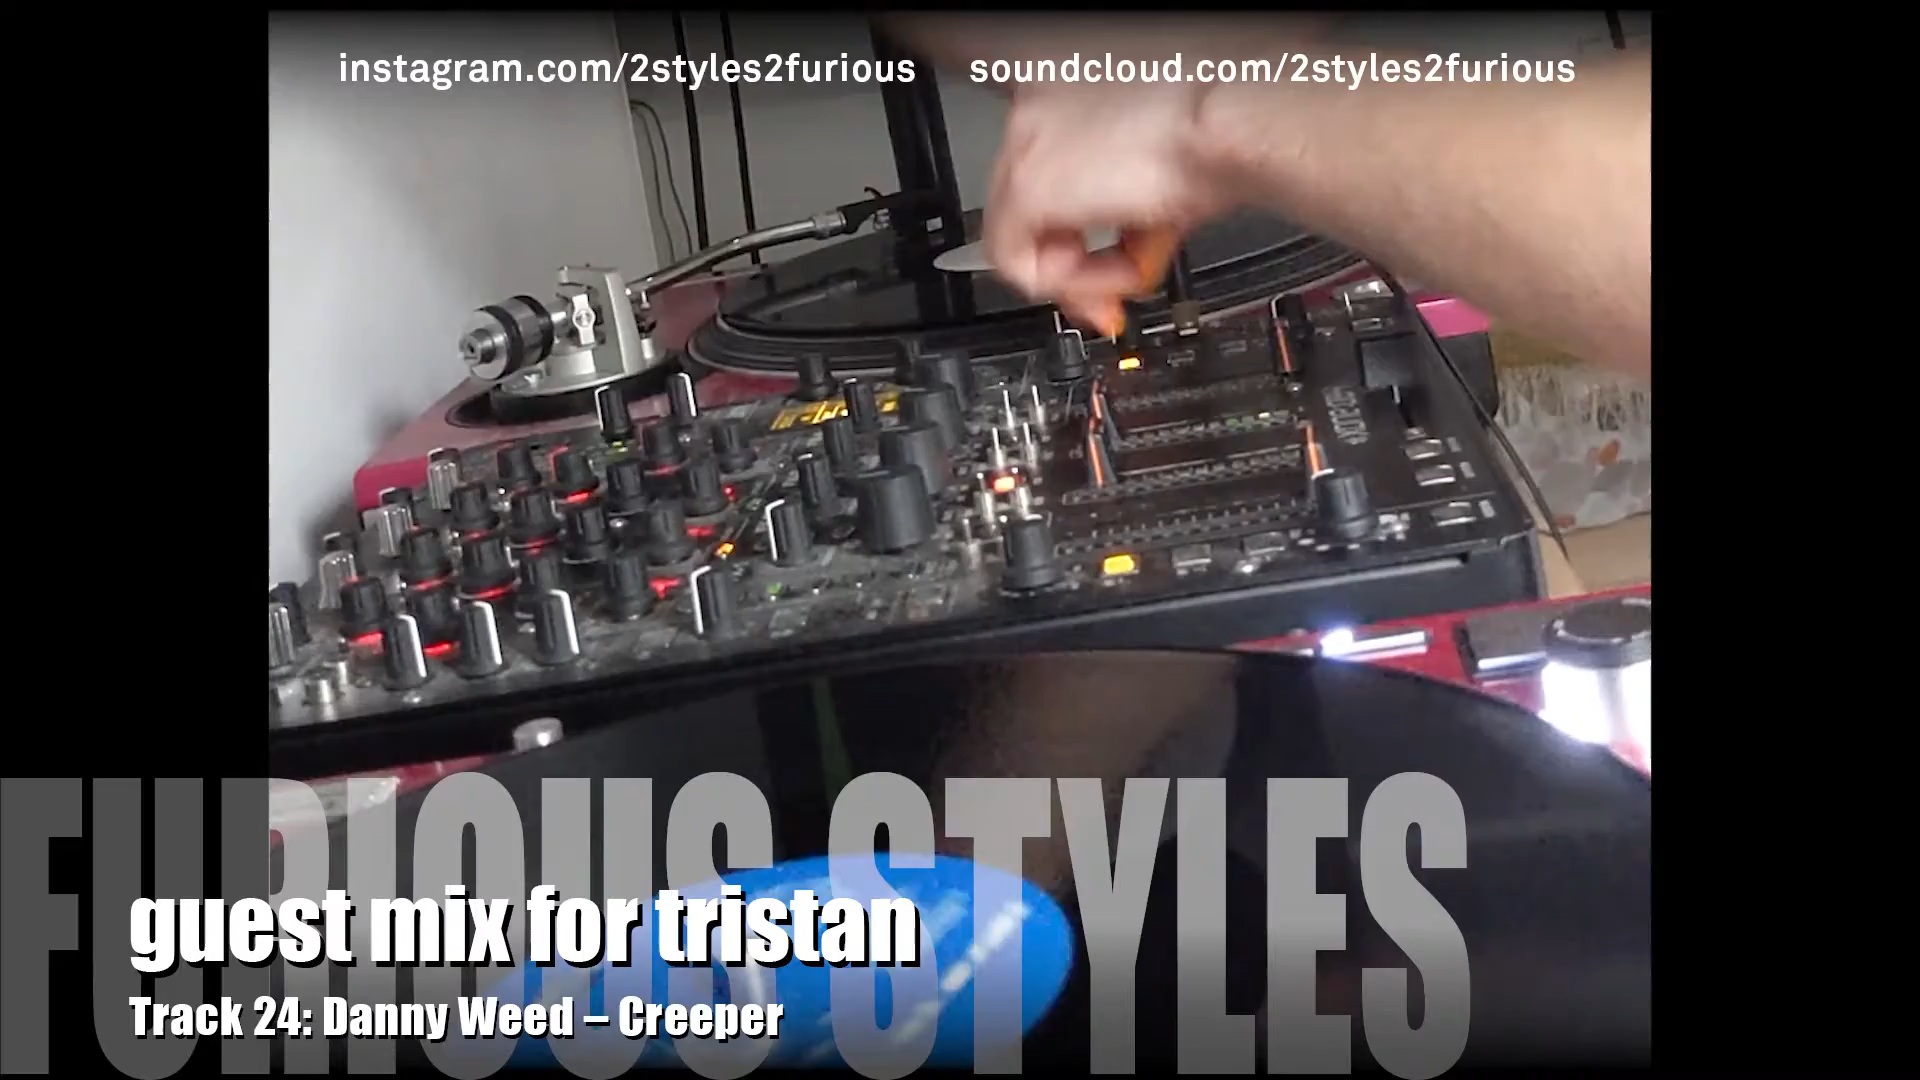 instagram.com/2styles2furious soundcloud.com/2styles2furious
FURIOUS STYLES
guest mix for tristan
Track 24: Danny Weed – Creeper